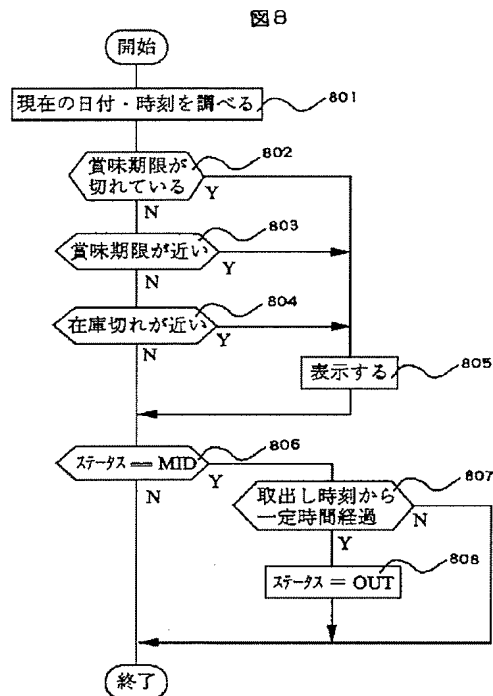 図8
開始
現在の日付・時刻を調べる
801
賞味期限が
切れている
802
Y
N
賞味期限が近い
803
Y
N
在庫切れが近い
804
Y
N
表示する
805
ステータス == MID
806
Y
N
取出し時刻から
一定時間経過
807
N
Y
ステータス = OUT
808
終了